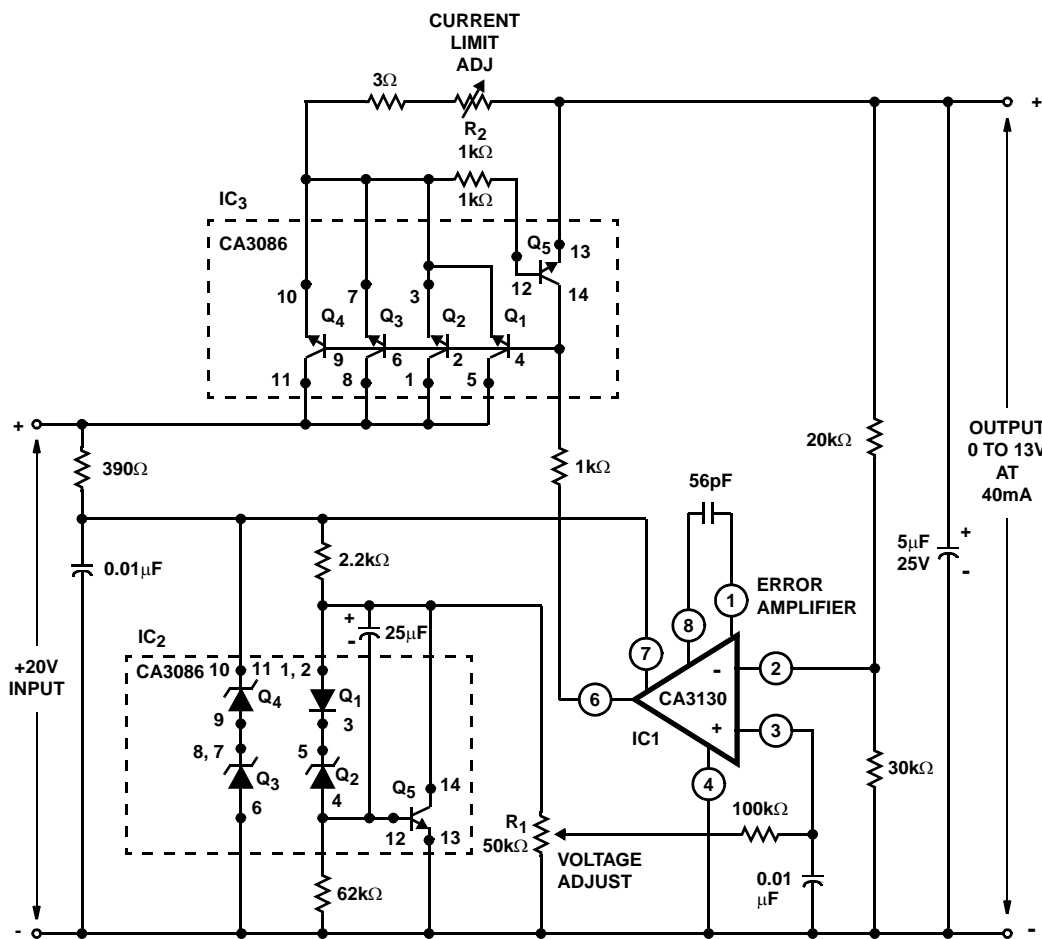 CURRENT
LIMIT
ADJ
3Ω
R2
1kΩ
1kΩ
+
IC3
CA3086
Q5
13
12
14
10
7
3
Q4
Q3
Q2
Q1
9
6
2
4
11
8
1
5
+
390Ω
1kΩ
20kΩ
OUTPUT
0 TO 13V
AT
40mA
56pF
5μF
25V
+
-
0.01μF
2.2kΩ
ERROR
AMPLIFIER
1
8
7
+
-
25μF
IC2
CA3086
10
11
1, 2
Q4
Q1
9
3
8, 7
5
Q3
Q2
6
4
Q5
14
12
13
+20V
INPUT
6
CA3130
-
+
2
3
IC1
4
30kΩ
100kΩ
R1
50kΩ
VOLTAGE
ADJUST
0.01
μF
62kΩ
-
-